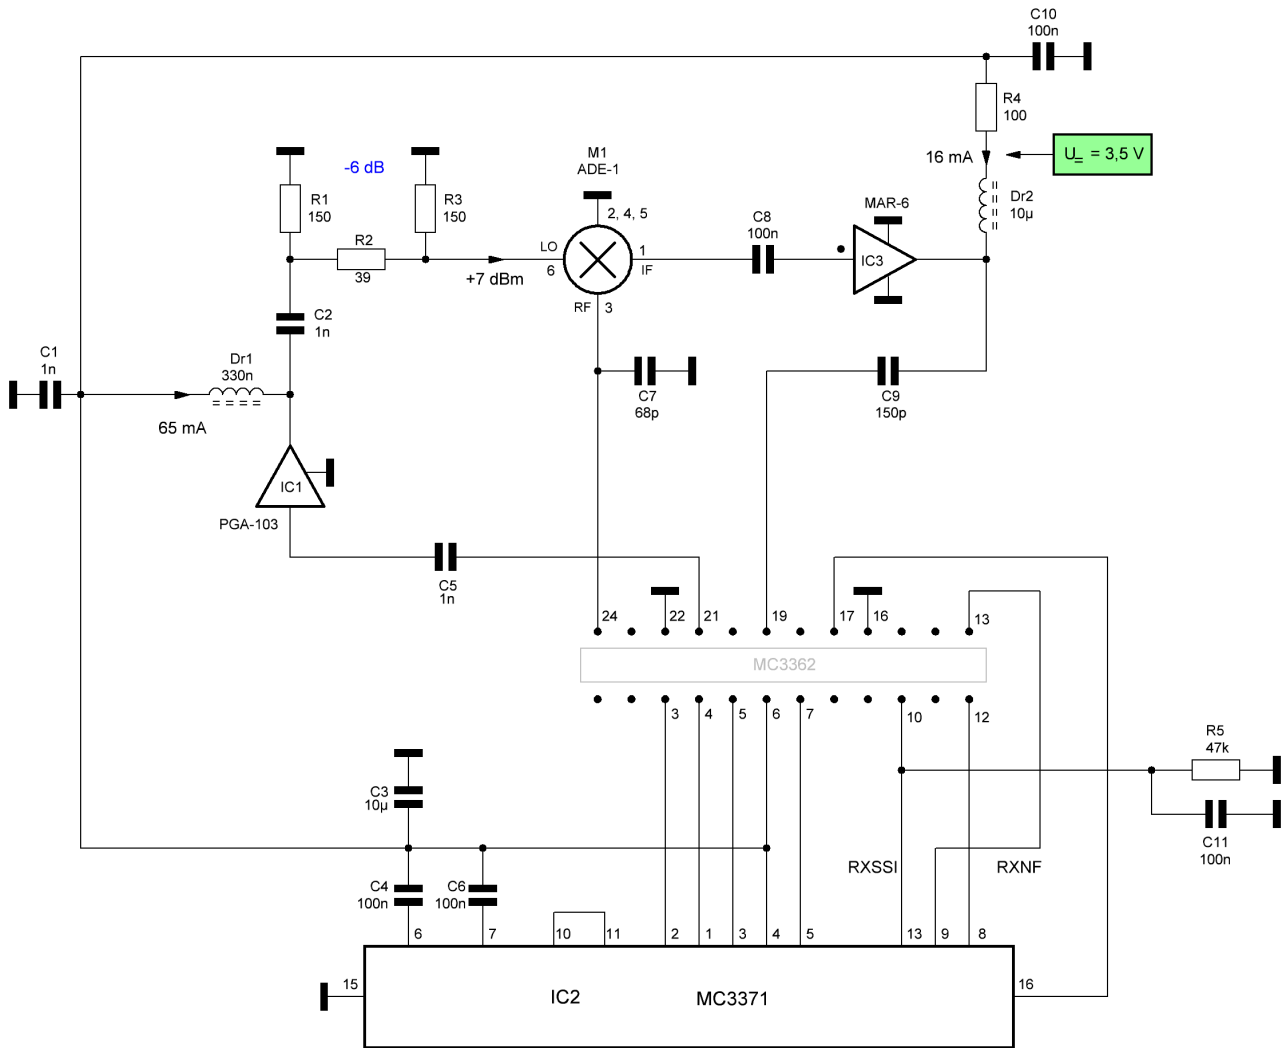 C10
100n
R4
100
16 mA
U= = 3,5 V
M1
ADE-1
-6 dB
R1
150
R3
150
2, 4, 5
Dr2
10µ
MAR-6
C8
100n
R2
39
LO
6
1
IF
IC3
+7 dBm
RF
3
C2
1n
C1
1n
Dr1
330n
C7
68p
C9
150p
65 mA
IC1
PGA-103
C5
1n
24
22
21
19
17
16
13
MC3362
3
4
5
6
7
10
12
R5
47k
C3
10µ
C11
100n
RXSSI
RXNF
C4
100n
C6
100n
6
7
10
11
2
1
3
4
5
13
9
8
15
IC2
MC3371
16